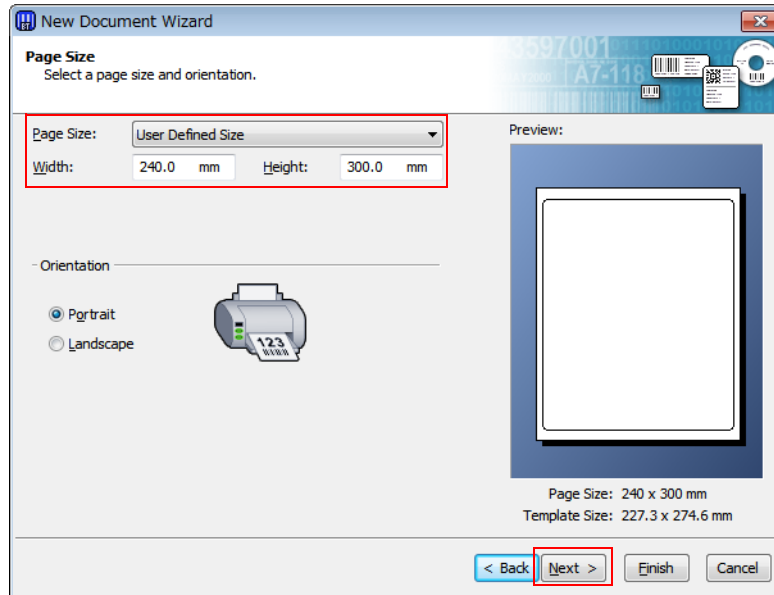 New Document Wizard
Page Size
Select a page size and orientation.
3597001
A7-118
Page Size: User Defined Size
Width: 240.0 mm Height: 300.0 mm
Preview:
Orientation
Portrait
Landscape
123
Page Size: 240 x 300 mm
Template Size: 227.3 x 274.6 mm
< Back Next > Finish Cancel